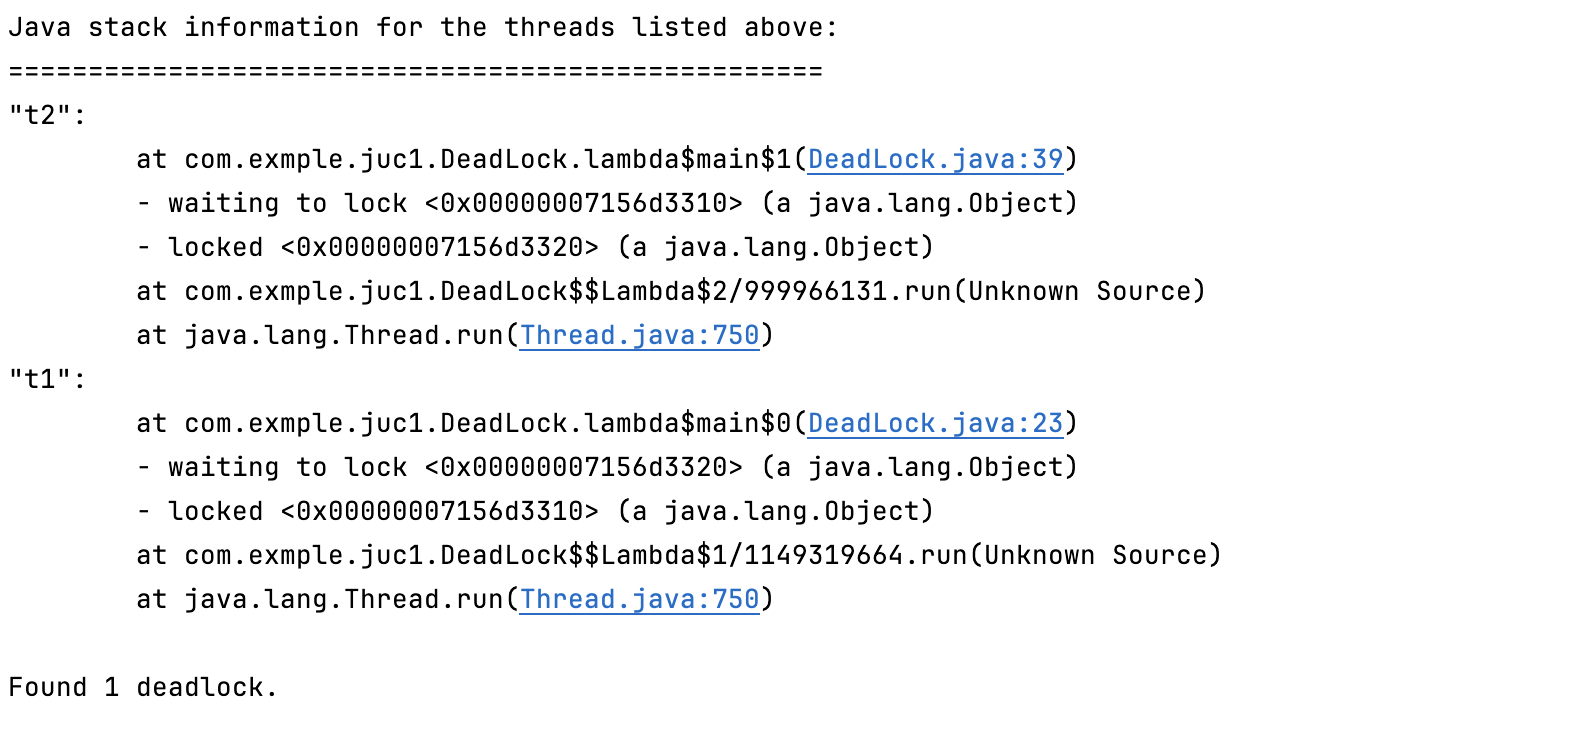 Java stack information for the threads listed above:
===================================================
"t2":
        at com.exmple.juc1.DeadLock.lambda$main$1(DeadLock.java:39)
        - waiting to lock <0x00000007156d3310> (a java.lang.Object)
        - locked <0x00000007156d3320> (a java.lang.Object)
        at com.exmple.juc1.DeadLock$$Lambda$2/999966131.run(Unknown Source)
        at java.lang.Thread.run(Thread.java:750)
"t1":
        at com.exmple.juc1.DeadLock.lambda$main$0(DeadLock.java:23)
        - waiting to lock <0x00000007156d3320> (a java.lang.Object)
        - locked <0x00000007156d3310> (a java.lang.Object)
        at com.exmple.juc1.DeadLock$$Lambda$1/1149319664.run(Unknown Source)
        at java.lang.Thread.run(Thread.java:750)

Found 1 deadlock.